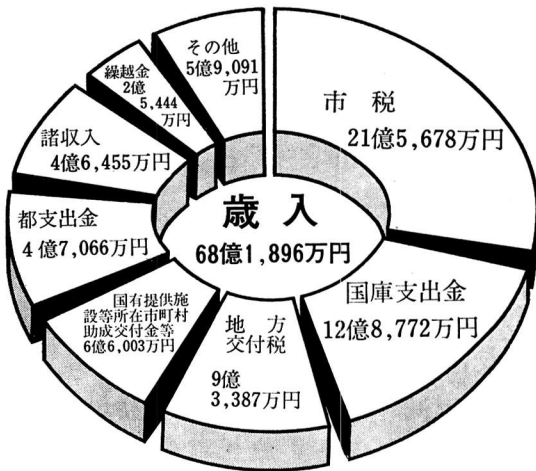 歳入
68億1,896万円
市税
21億5,678万円
国庫支出金
12億8,772万円
地方
交付税
9億
3,387万円
国有提供施
設等所在市町村
助成交付金等
6億6,003万円
都支出金
4億7,066万円
諸収入
4億6,455万円
繰越金
2億
5,444
万円
その他
5億9,091
万円